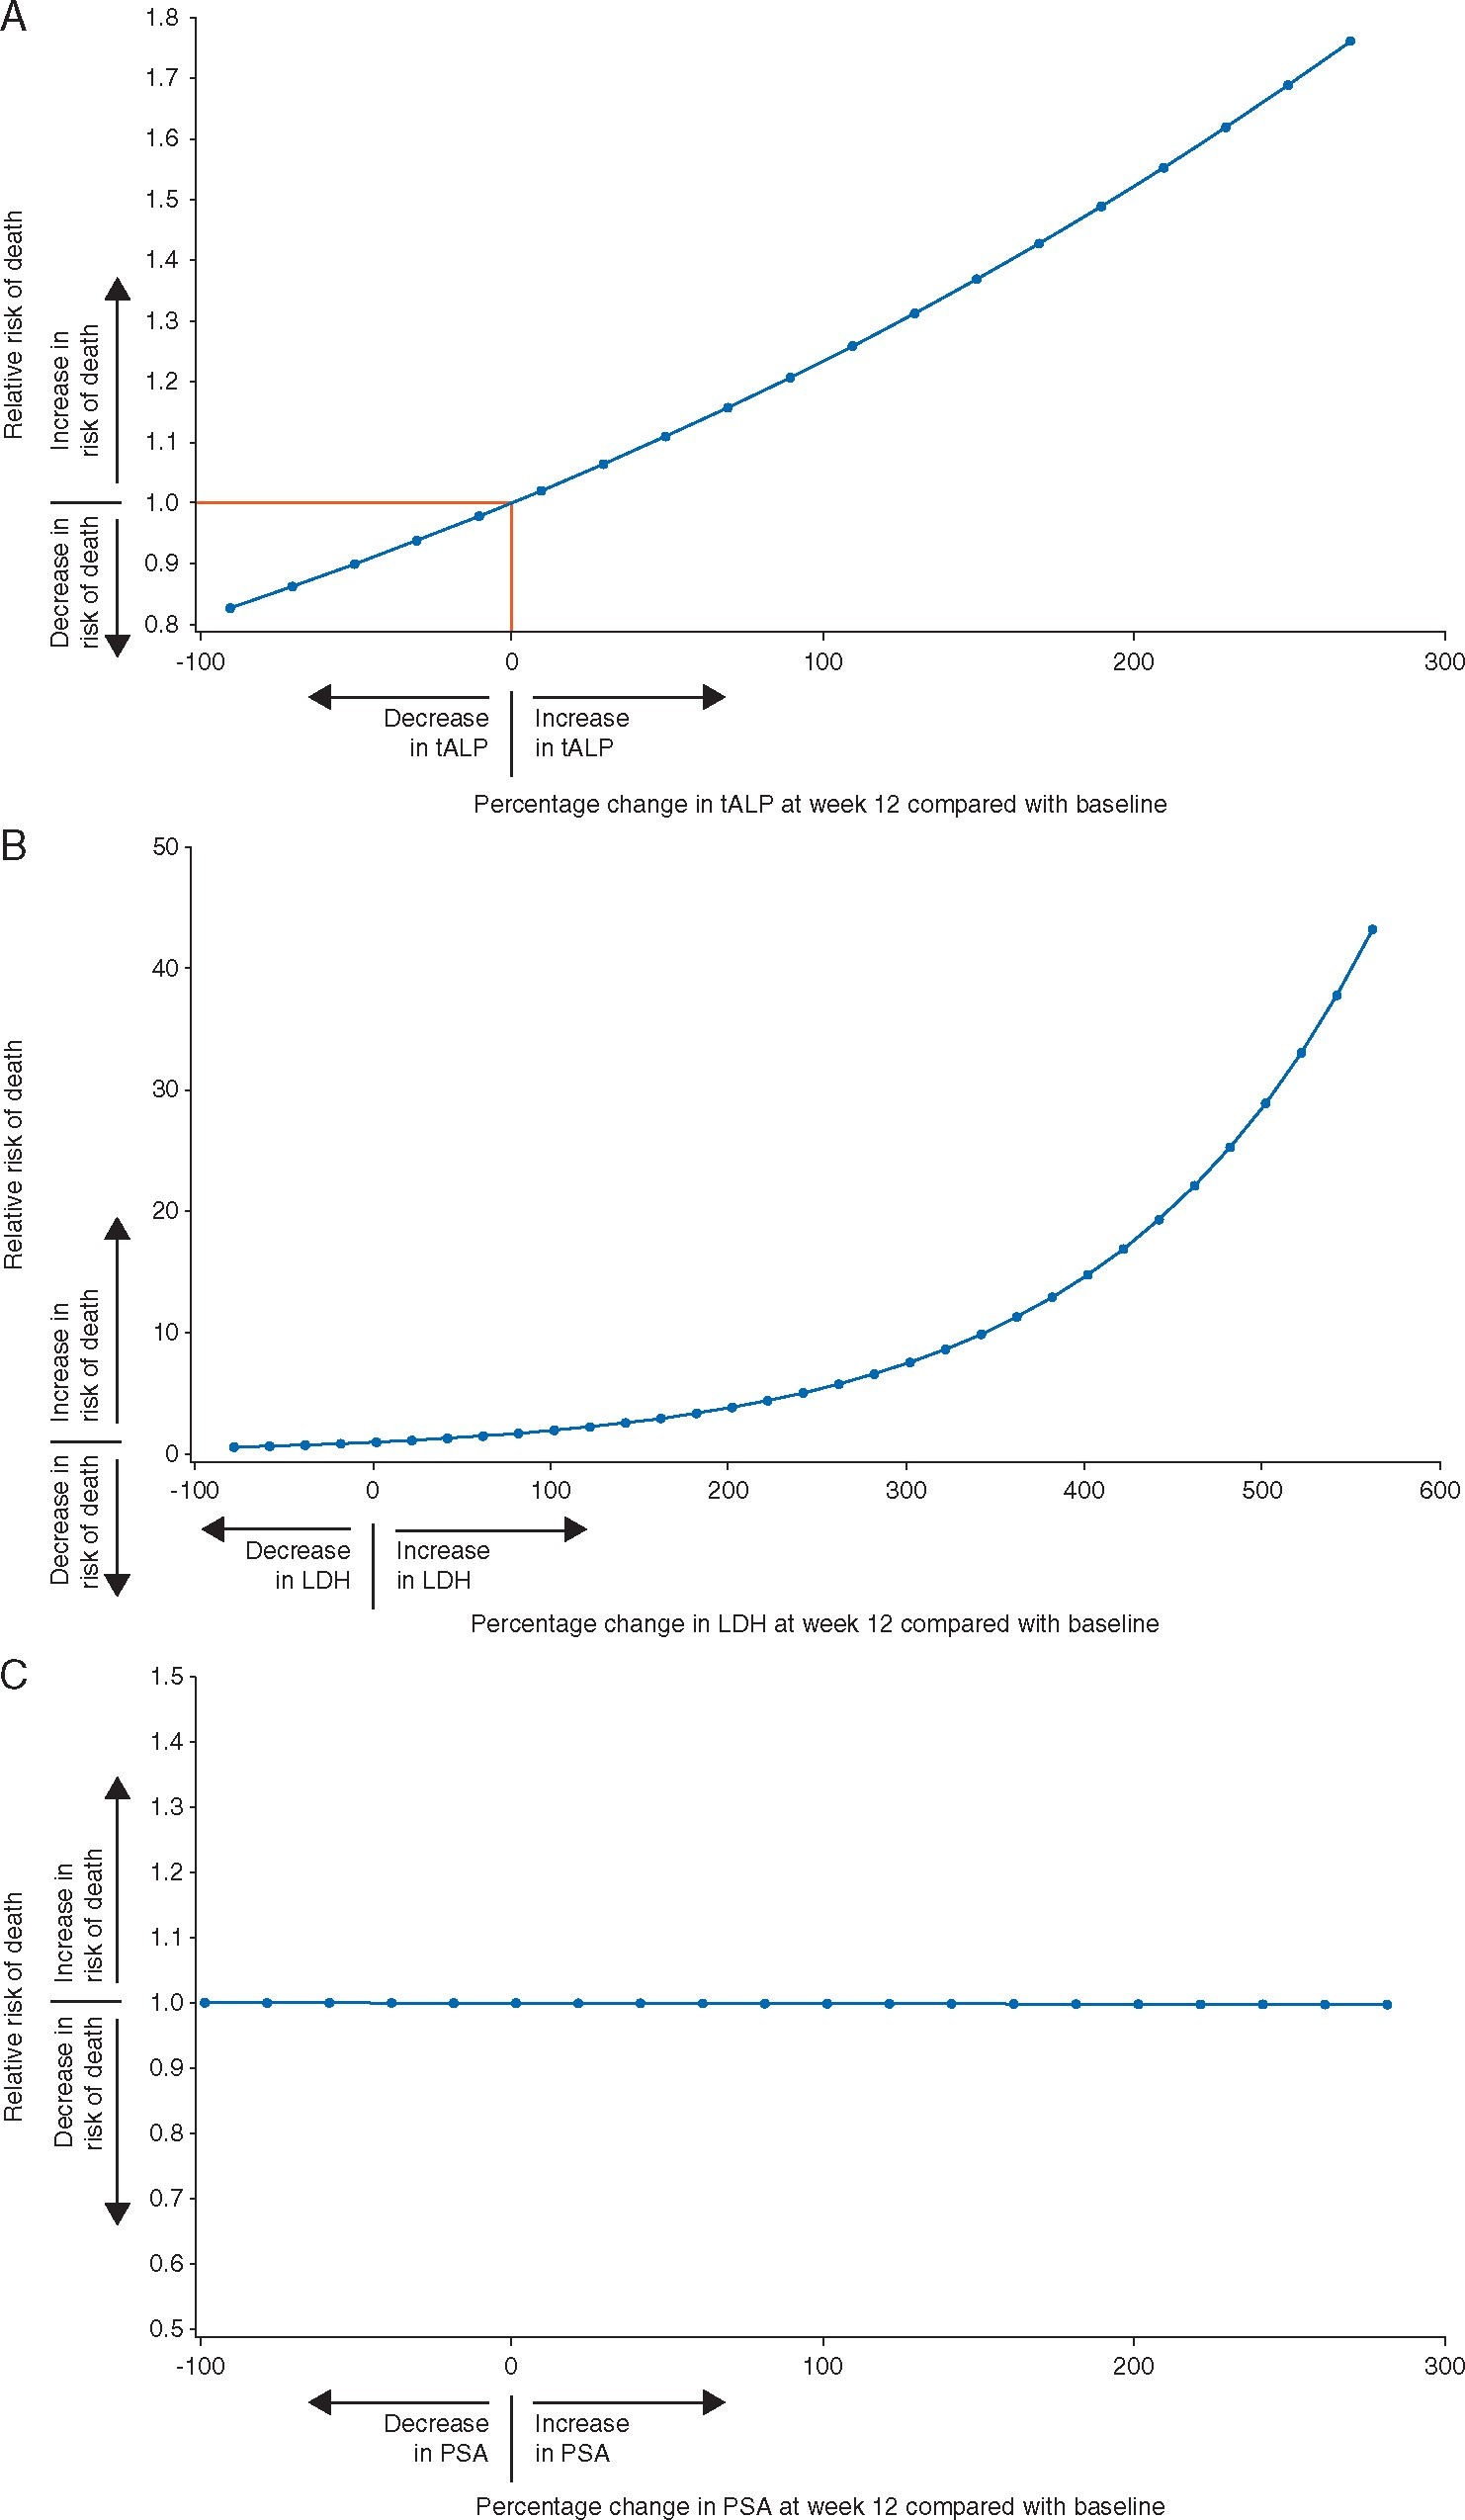 A
1.8
1.7
1.6
1.5
1.4
1.3
1.2
1.1
1.0
0.9
0.8
Relative risk of death
Increase in
risk of death
Decrease in
risk of death
-100
0
100
200
300
Decrease
in tALP
Increase
in tALP
Percentage change in tALP at week 12 compared with baseline
B
50
40
30
20
10
0
Relative risk of death
Increase in
risk of death
Decrease in
risk of death
-100
0
100
200
300
400
500
600
Decrease
in LDH
Increase
in LDH
Percentage change in LDH at week 12 compared with baseline
C
1.5
1.4
1.3
1.2
1.1
1.0
0.9
0.8
0.7
0.6
0.5
Relative risk of death
Increase in
risk of death
Decrease in
risk of death
-100
0
100
200
300
Decrease
in PSA
Increase
in PSA
Percentage change in PSA at week 12 compared with baseline